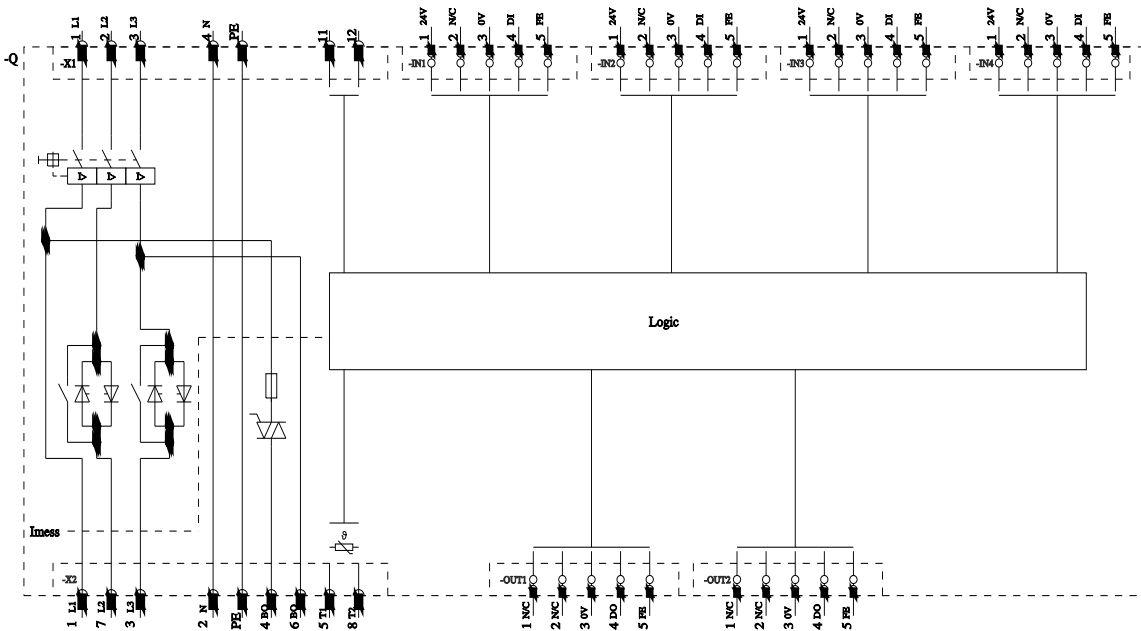 -Q
-X1
1 L1
2 L2
3 L3
4 N
PE
11
12
-IN1
1 24V
2 N/C
3 0V
4 DI
5 FE
-IN2
1 24V
2 N/C
3 0V
4 DI
5 FE
-IN3
1 24V
2 N/C
3 0V
4 DI
5 FE
-IN4
1 24V
2 N/C
3 0V
4 DI
5 FE
Logic
Imess
ϑ
-X2
1 L1
7 L2
3 L3
2 N
PE
4 BO
6 BO
5 T1
8 T2
-OUT1
1 N/C
2 N/C
3 0V
4 DO
5 FE
-OUT2
1 N/C
2 N/C
3 0V
4 DO
5 FE